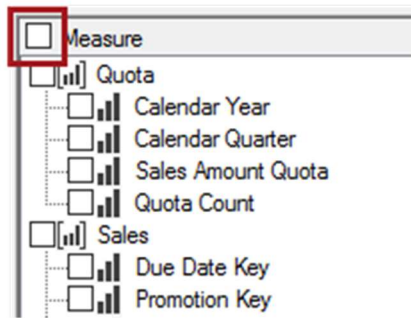 Measure
Quota
Calendar Year
Calendar Quarter
Sales Amount Quota
Quota Count
Sales
Due Date Key
Promotion Key